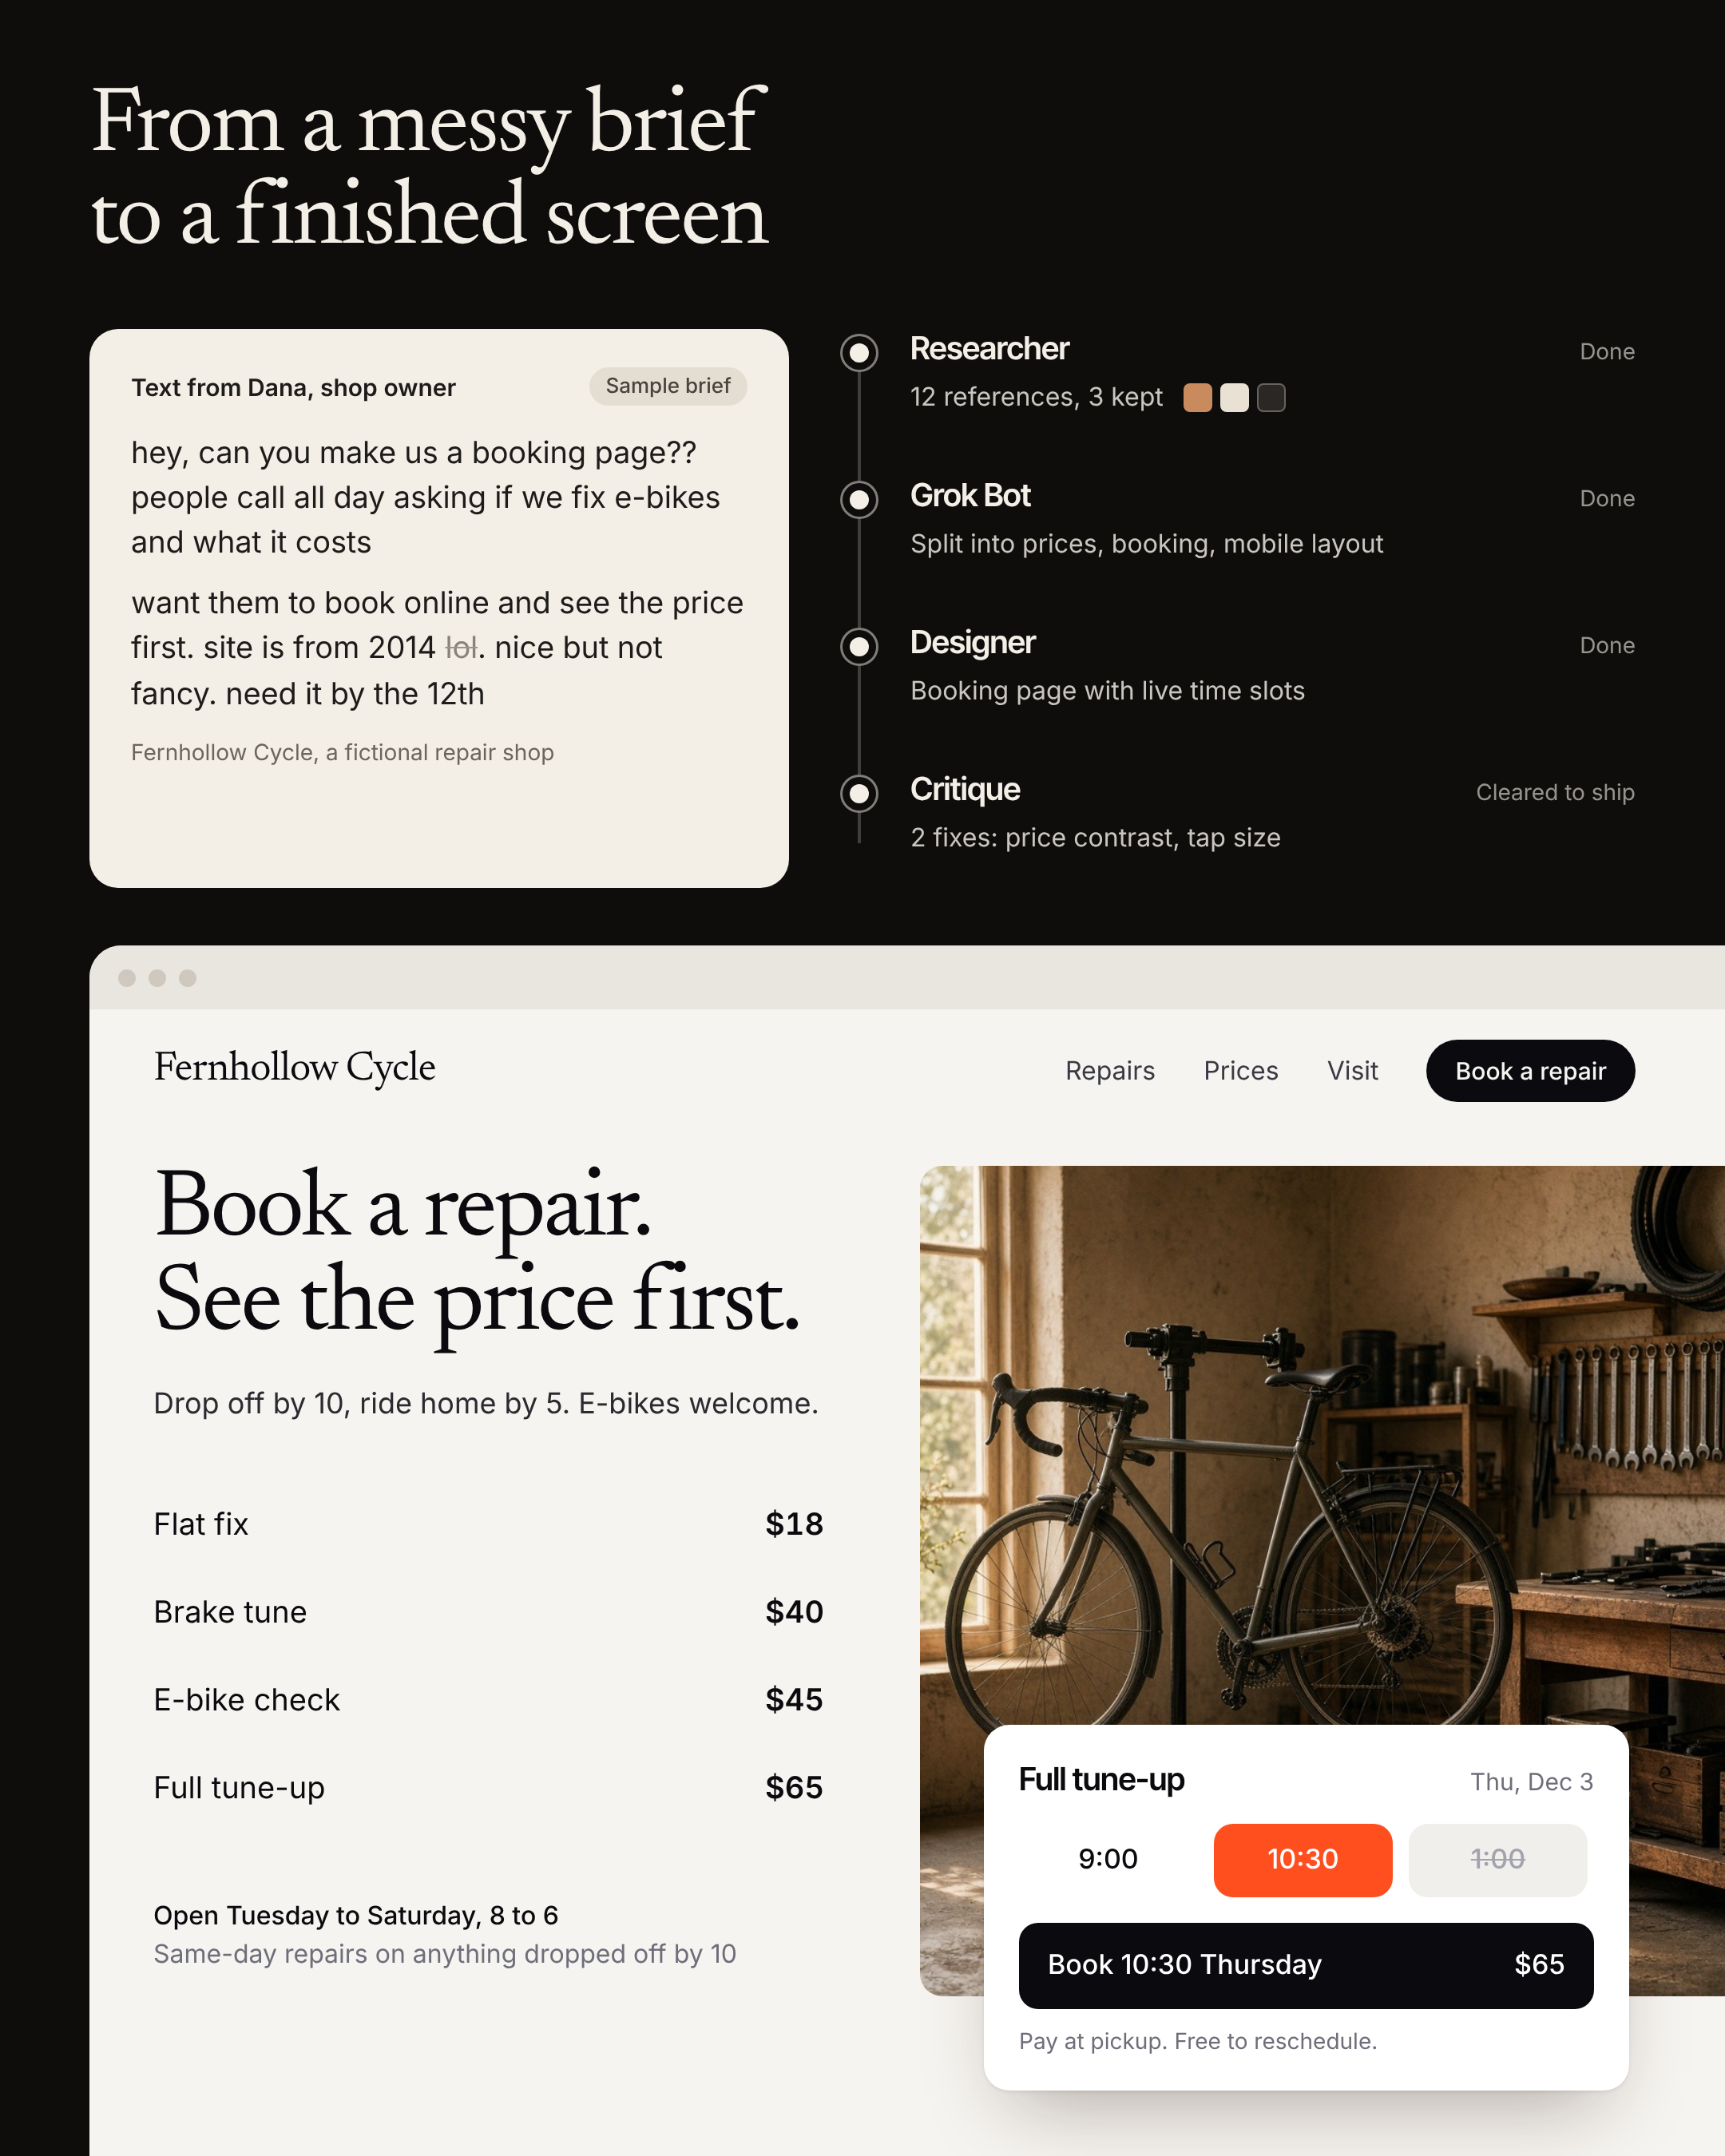 From a messy brief
to a finished screen
Text from Dana, shop owner
Sample brief
hey, can you make us a booking page??
people call all day asking if we fix e-bikes
and what it costs
want them to book online and see the price
first. site is from 2014 lol. nice but not
fancy. need it by the 12th
Fernhollow Cycle, a fictional repair shop
Researcher
Done
12 references, 3 kept
Grok Bot
Done
Split into prices, booking, mobile layout
Designer
Done
Booking page with live time slots
Critique
Cleared to ship
2 fixes: price contrast, tap size
Fernhollow Cycle
Repairs
Prices
Visit
Book a repair
Book a repair.
See the price first.
Drop off by 10, ride home by 5. E-bikes welcome.
Flat fix
$18
Brake tune
$40
E-bike check
$45
Full tune-up
$65
Open Tuesday to Saturday, 8 to 6
Same-day repairs on anything dropped off by 10
Full tune-up
Thu, Dec 3
9:00
10:30
1:00
Book 10:30 Thursday
$65
Pay at pickup. Free to reschedule.